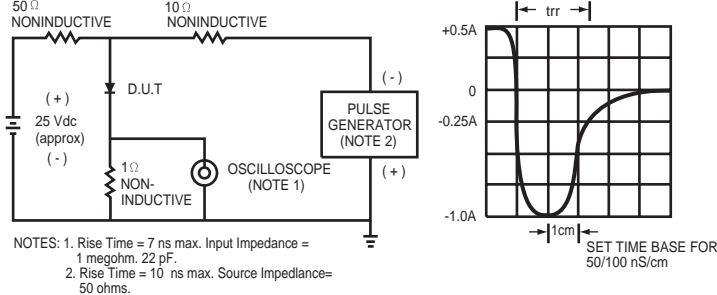 50 Ω
NONINDUCTIVE
10 Ω
NONINDUCTIVE
D.U.T
( + )
25 Vdc
(approx)
( - )
1 Ω
NON-
INDUCTIVE
OSCILLOSCOPE
(NOTE 1)
( - )
PULSE
GENERATOR
(NOTE 2)
( + )
NOTES: 1. Rise Time = 7 ns max. Input Impedance =
1 megohm. 22 pF.
2. Rise Time = 10 ns max. Source Impedlance=
50 ohms.
trr
+0.5A
0
-0.25A
-1.0A
1cm
SET TIME BASE FOR
50/100 nS/cm